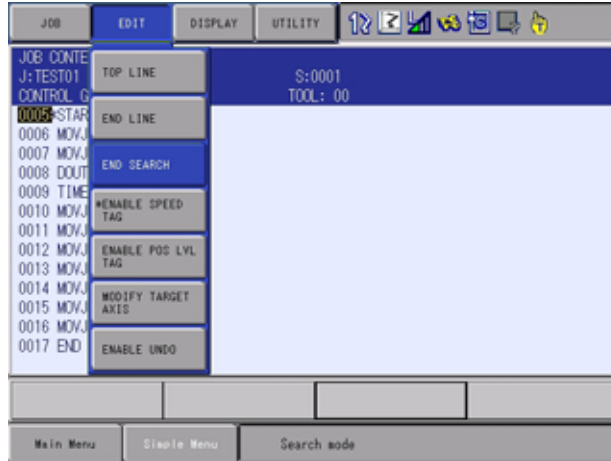 JOB
EDIT
DISPLAY
UTILITY
JOB CONTE
J:TEST01
S:0001
CONTROL G
TOOL: 00
TOP LINE
END LINE
END SEARCH
*ENABLE SPEED
TAG
ENABLE POS LVL
TAG
MODIFY TARGET
AXIS
ENABLE UNDO
0005 *STAR
0006 MOVJ
0007 MOVJ
0008 DOUT
0009 TIME
0010 MOVJ
0011 MOVJ
0012 MOVJ
0013 MOVJ
0014 MOVJ
0015 MOVJ
0016 MOVJ
0017 END
Main Menu
Simple Menu
Search mode